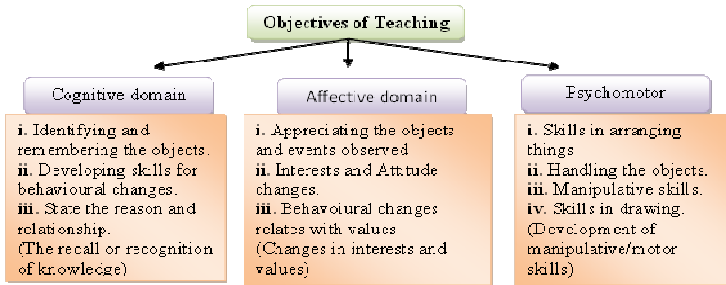 Objectives of Teaching
Cognitive domain
i. Identifying and
remembering the objects.
ii. Developing skills for
behavioural changes.
iii. State the reason and
relationship.
(The recall or recognition
of knowledge)
Affective domain
i. Appreciating the objects
and events observed
ii. Interests and Attitude
changes.
iii. Behavoiural changes
relates with values
(Changes in interests and
values)
Psychomotor
i. Skills in arranging
things
ii. Handling the objects.
iii. Manipulative skills.
iv. Skills in drawing.
(Development of
manipulative/motor
skills)